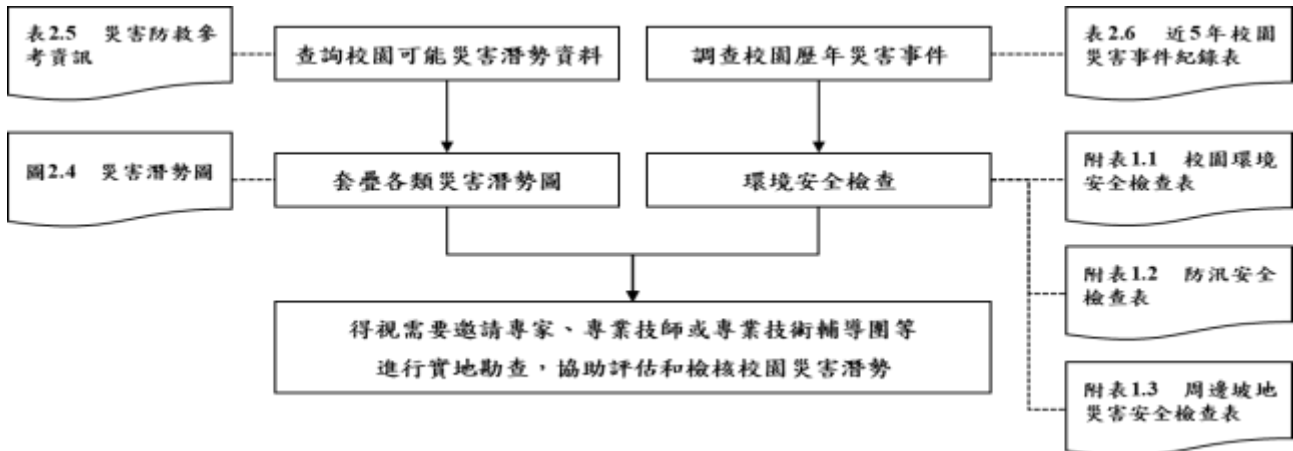 表2.5 災害防救參
考資訊
查詢校園可能災害潛勢資料
調查校園歷年災害事件
表2.6 近5年校園
災害事件紀錄表
圖2.4 災害潛勢圖
套疊各類災害潛勢圖
環境安全檢查
附表1.1 校園環境
安全檢查表
附表1.2 防汛安全
檢查表
得視需要邀請專家、專業技師或專業技術輔導團等
進行實地勘查,協助評估和檢核校園災害潛勢
附表1.3 周邊坡地
災害安全檢查表